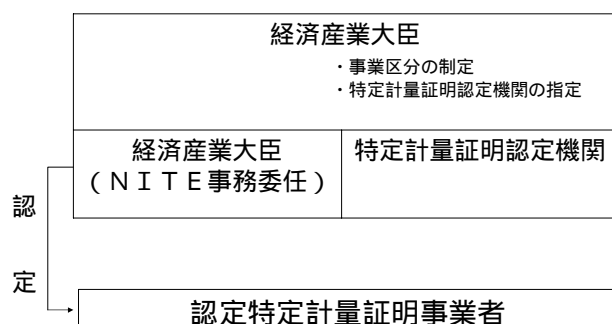 経済産業大臣
・事業区分の制定
・特定計量証明認定機関の指定
経済産業大臣
(NITE事務委任)
特定計量証明認定機関
認
定
認定特定計量証明事業者